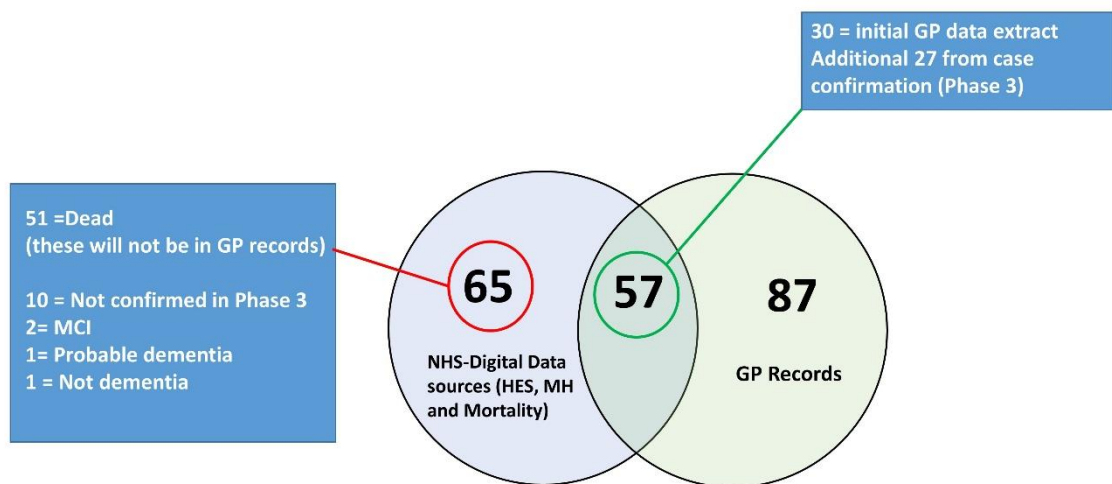 30 = initial GP data extract
Additional 27 from case
confirmation (Phase 3)
51 =Dead
(these will not be in GP records)
10 = Not confirmed in Phase 3
2= MCI
1= Probable dementia
1 = Not dementia
65
57
87
NHS-Digital Data
sources (HES, MH
and Mortality)
GP Records